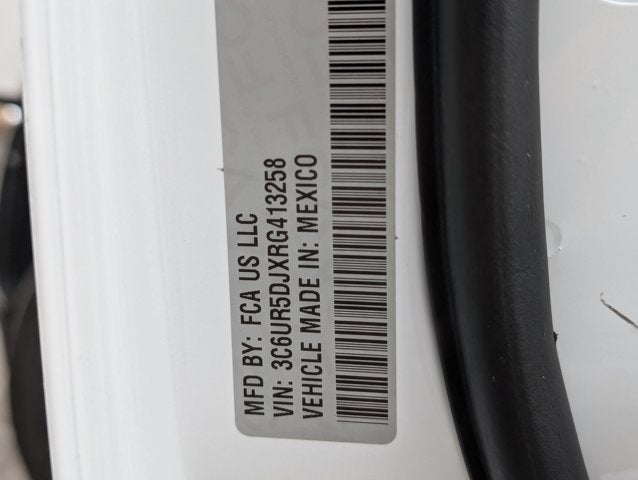 MFD BY: FCA US LLC
VIN: 3C6UR5DJXRG413258
VEHICLE MADE IN: MEXICO